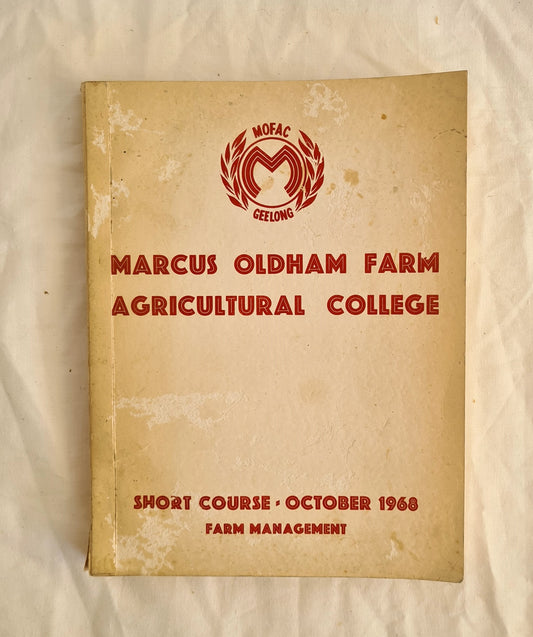 MOFAC
M
GEELONG
MARCUS OLDHAM FARM
AGRICULTURAL COLLEGE
SHORT COURSE - OCTOBER 1968
FARM MANAGEMENT